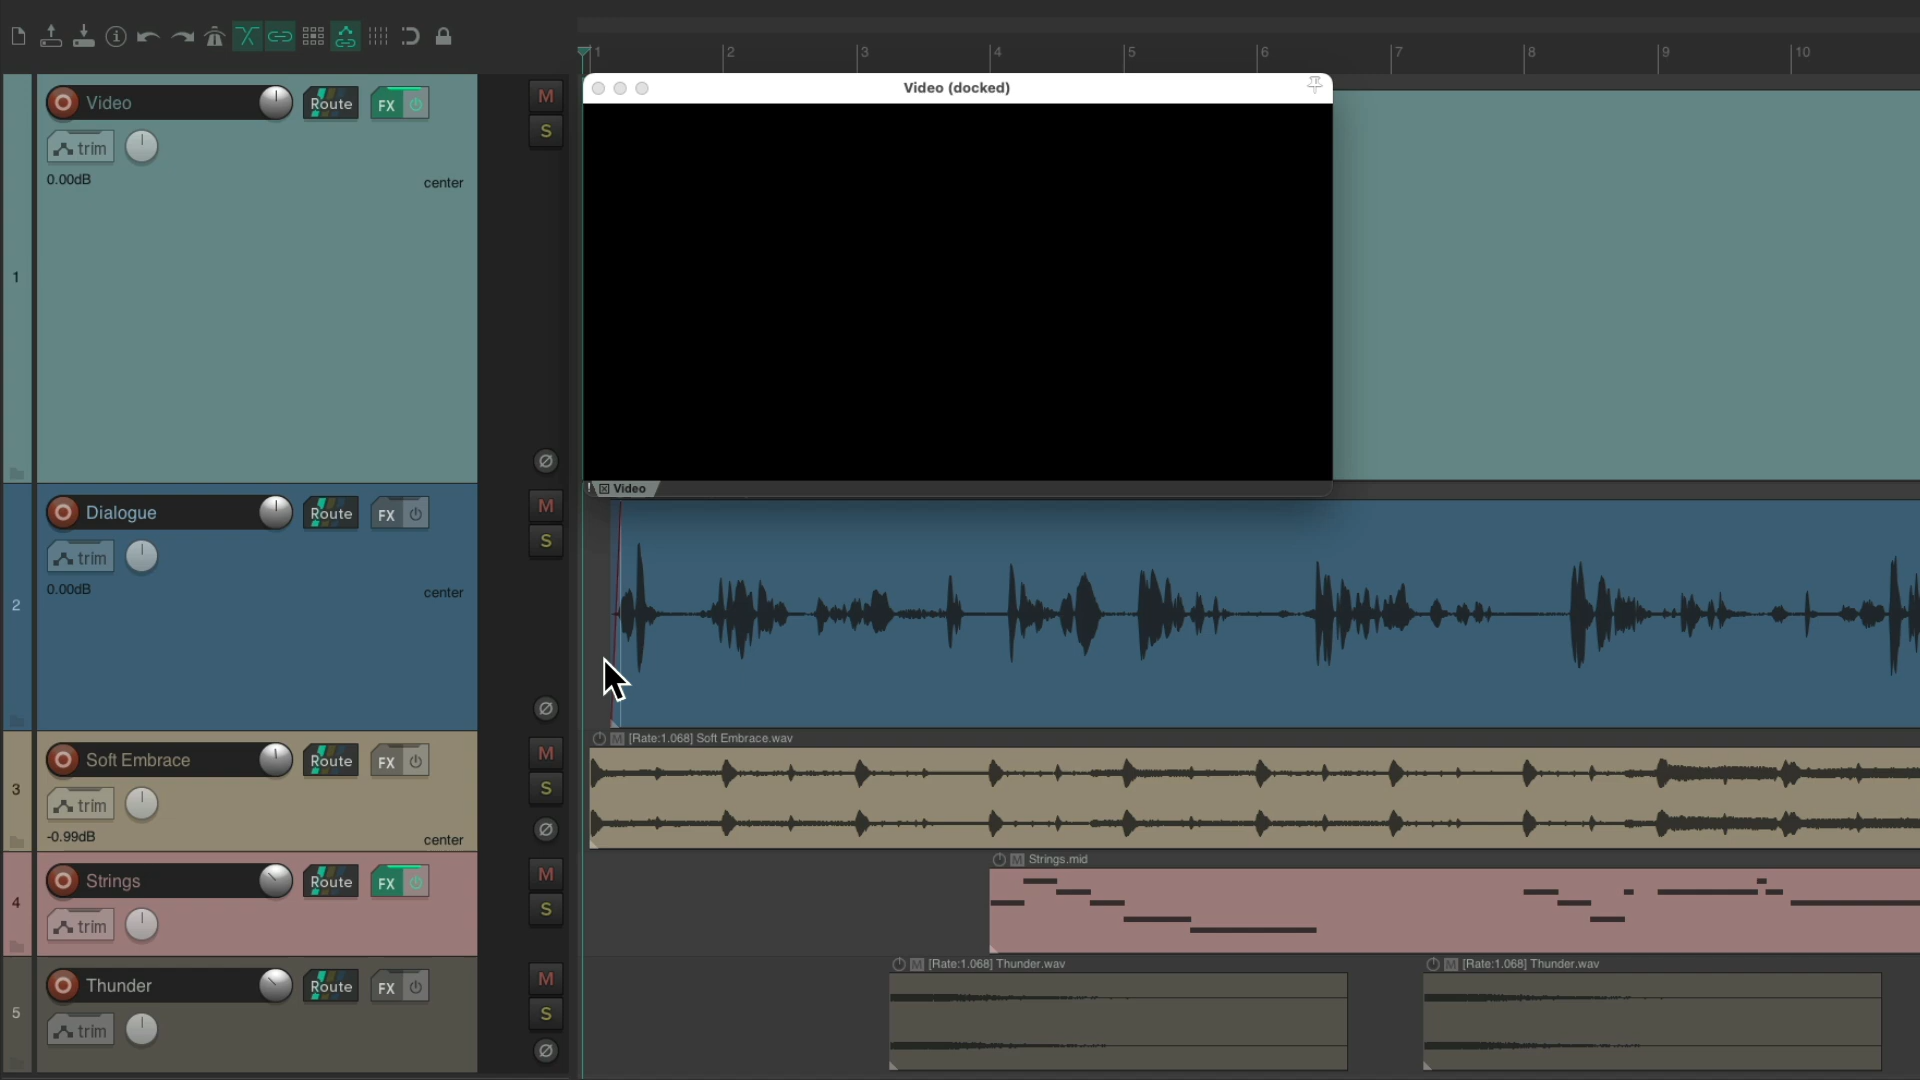 1 2 3 4 5 6 7 8 9 10
Video (docked)
Video
Route
FX
M
S
trim
0.00dB
center
1
Video
Dialogue
Route
FX
M
S
trim
0.00dB
center
2
M [Rate:1.068] Soft Embrace.wav
Soft Embrace
Route
FX
M
S
trim
-0.99dB
center
3
M Strings.mid
Strings
Route
FX
M
S
trim
4
M [Rate:1.068] Thunder.wav
M [Rate:1.068] Thunder.wav
Thunder
Route
FX
M
S
trim
5